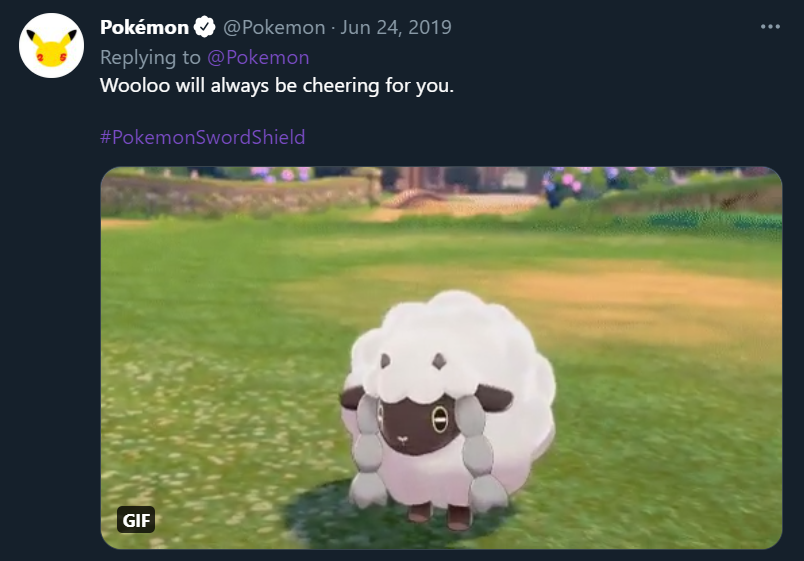 Pokémon @Pokemon · Jun 24, 2019
Replying to @Pokemon
Wooloo will always be cheering for you.
#PokemonSwordShield
GIF